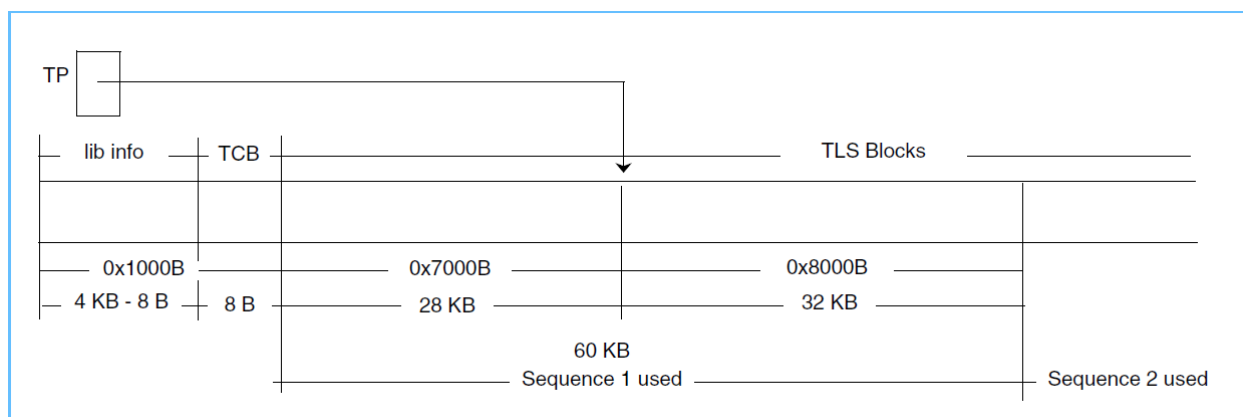 TP
lib info TCB TLS Blocks
0x1000B 0x7000B 0x8000B
4 KB - 8 B 8 B 28 KB 32 KB
60 KB
Sequence 1 used Sequence 2 used